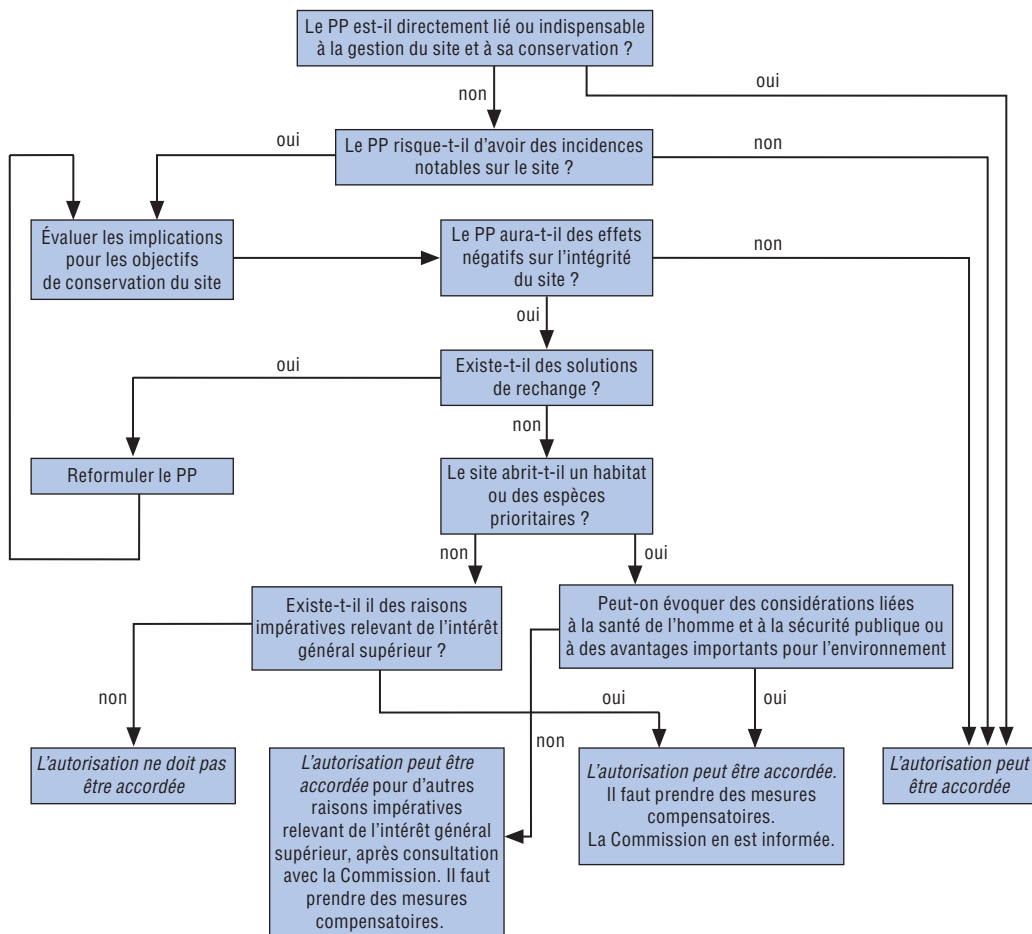 Le PP est-il directement lié ou indispensable
à la gestion du site et à sa conservation ?
oui
non
oui
Le PP risque-t-il d'avoir des incidences
notables sur le site ?
non
Évaluer les implications
pour les objectifs
de conservation du site
Le PP aura-t-il des effets
négatifs sur l'intégrité
du site ?
non
oui
oui
Existe-t-il des solutions
de rechange ?
non
Reformuler le PP
Le site abrit-t-il un habitat
ou des espèces
prioritaires ?
non
oui
Existe-t-il il des raisons
impératives relevant de l'intérêt
général supérieur ?
Peut-on évoquer des considérations liées
à la santé de l'homme et à la sécurité publique ou
à des avantages importants pour l'environnement
non
oui
oui
non
L'autorisation ne doit pas
être accordée
L'autorisation peut être
accordée pour d'autres
raisons impératives
relevant de l'intérêt général
supérieur, après consultation
avec la Commission. Il faut
prendre des mesures
compensatoires.
L'autorisation peut être accordée.
Il faut prendre des mesures
compensatoires.
La Commission en est informée.
L'autorisation peut
être accordée